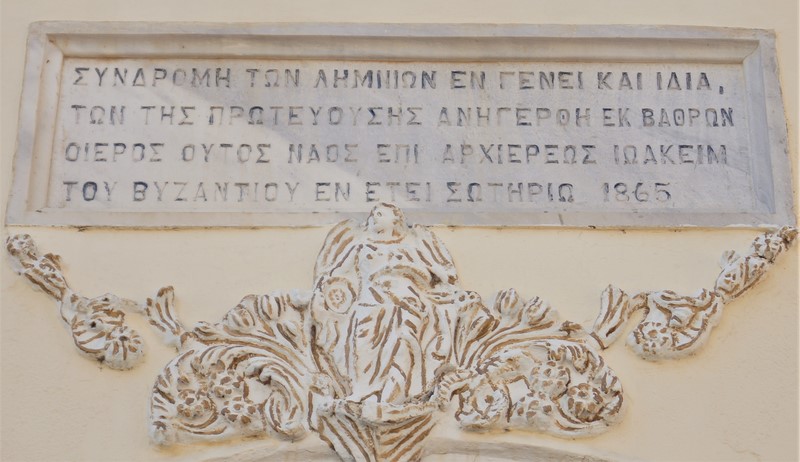 ΣΥΝΔΡΟΜΗ ΤΩΝ ΛΗΜΝΙΩΝ ΕΝ ΓΕΝΕΙ ΚΑΙ ΙΔΙΑ,
ΤΩΝ ΤΗΣ ΠΡΩΤΕΥΟΥΣΗΣ ΑΝΗΓΕΡΘΗ ΕΚ ΒΑΘΡΩΝ
ΟΙΕΡΟΣ ΟΥΤΟΣ ΝΑΟΣ ΕΠΙ ΑΡΧΙΕΡΕΩΣ ΙΩΑΚΕΙΜ
ΤΟΥ ΒΥΖΑΝΤΙΟΥ ΕΝ ΕΤΕΙ ΣΩΤΗΡΙΩ 1865